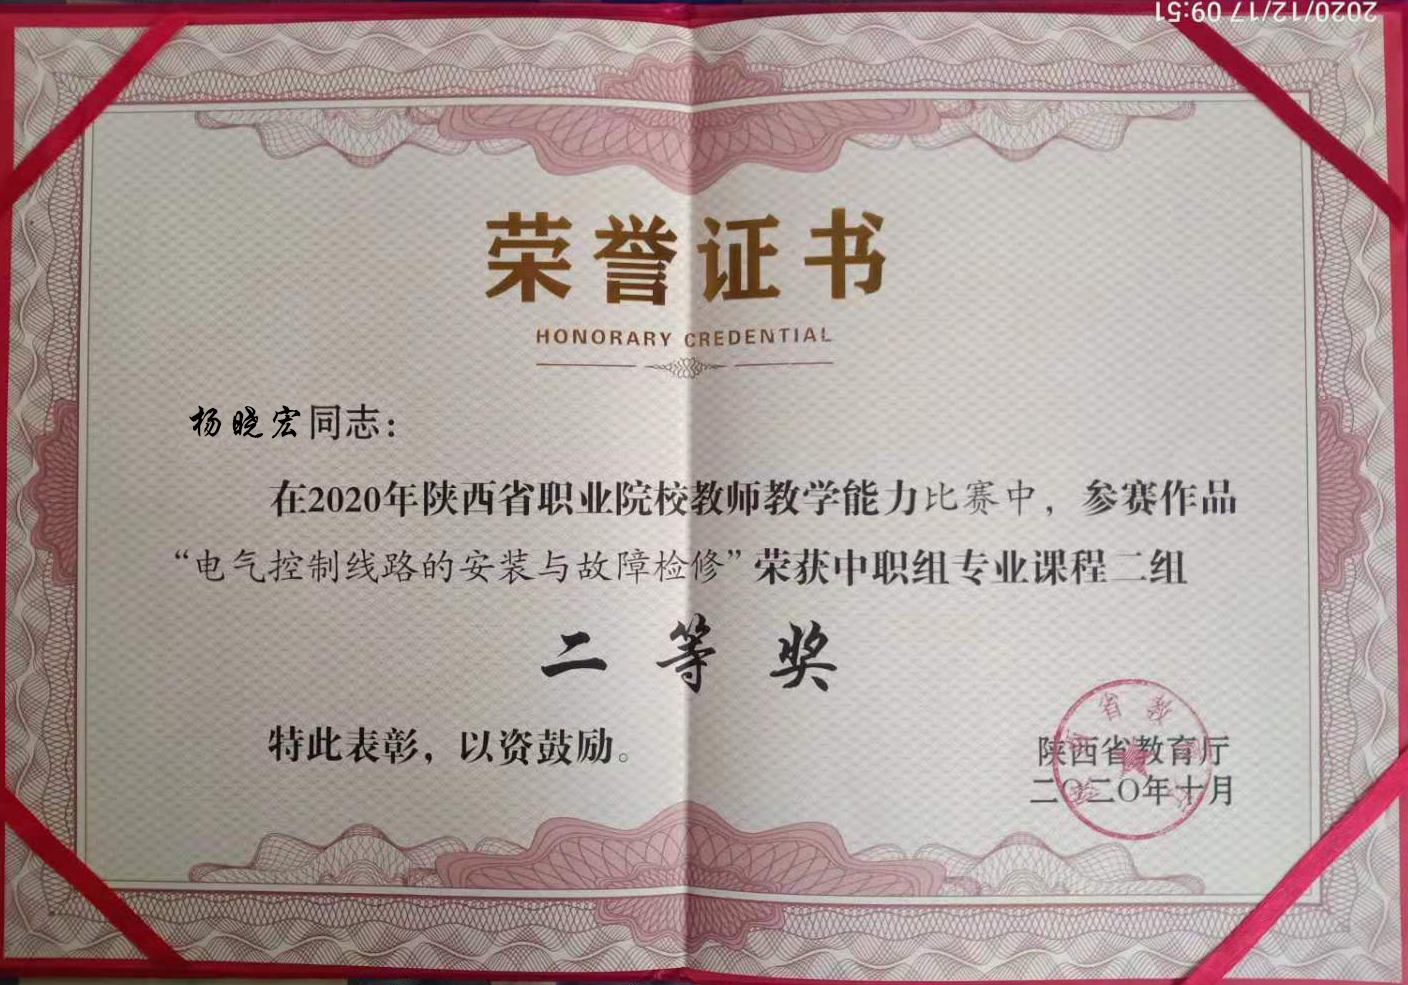 2020/12/17 09:51
荣誉证书
HONORARY CREDENTIAL
杨晓宏同志：
在2020年陕西省职业院校教师教学能力比赛中，参赛作品
“电气控制线路的安装与故障检修”荣获中职组专业课程二组
二等奖
特此表彰，以资鼓励。
陕西省教育厅
二〇二〇年十月